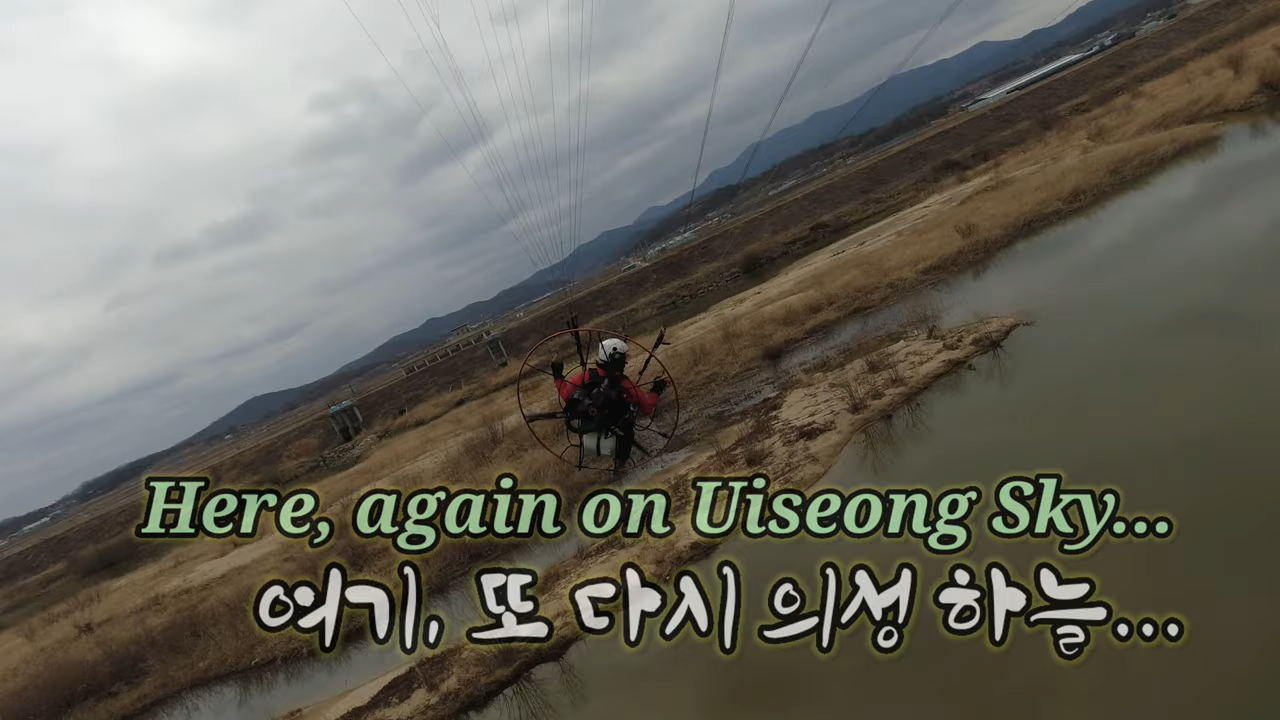 Here, again on Uiseong Sky...
여기, 또 다시 의성 하늘...